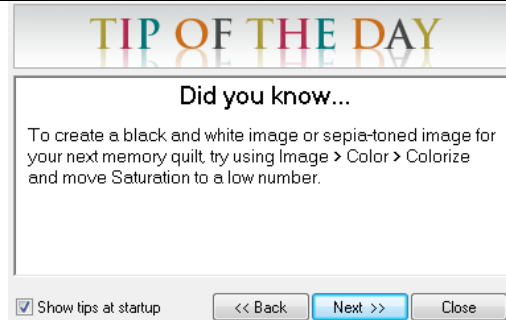 TIP OF THE DAY
Did you know...
To create a black and white image or sepia-toned image for
your next memory quilt, try using Image > Color > Colorize
and move Saturation to a low number.
Show tips at startup
<< Back
Next >>
Close